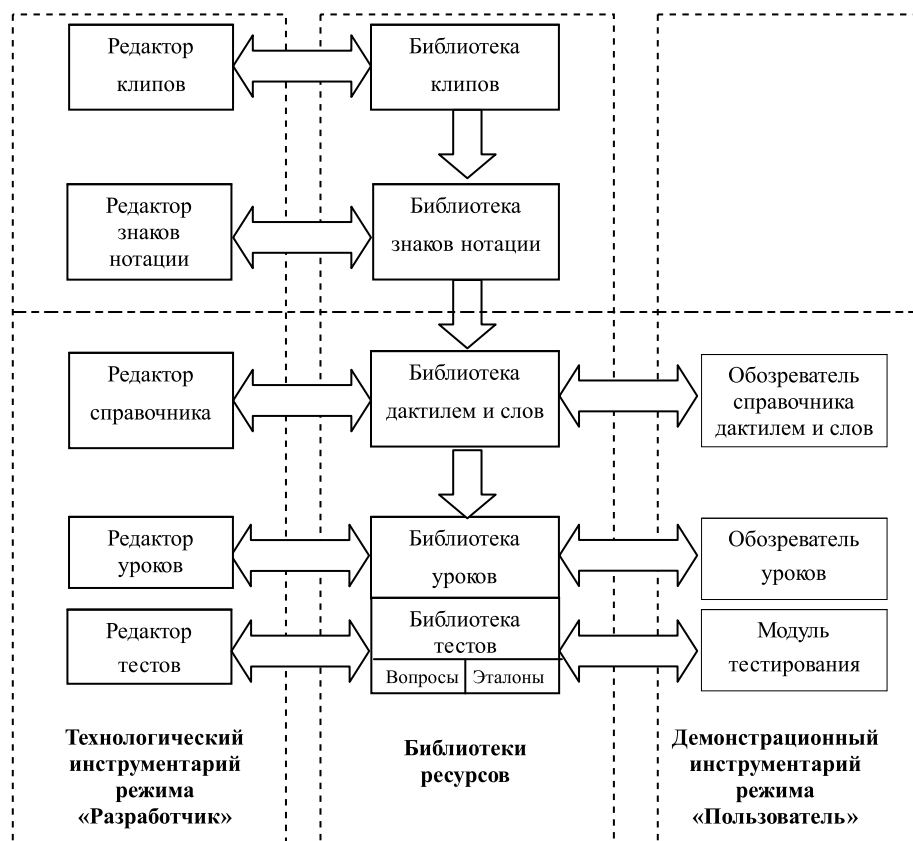 Редактор
клипов
Библиотека
клипов
Редактор
знаков
нотации
Библиотека
знаков нотации
Редактор
справочника
Библиотека
дактилем и слов
Обозреватель
справочника
дактилем и слов
Редактор
уроков
Библиотека
уроков
Обозреватель
уроков
Редактор
тестов
Библиотека
тестов
Вопросы
Эталоны
Модуль
тестирования
Технологический
инструментарий
режима
«Разработчик»
Библиотеки
ресурсов
Демонстрационный
инструментарий
режима
«Пользователь»